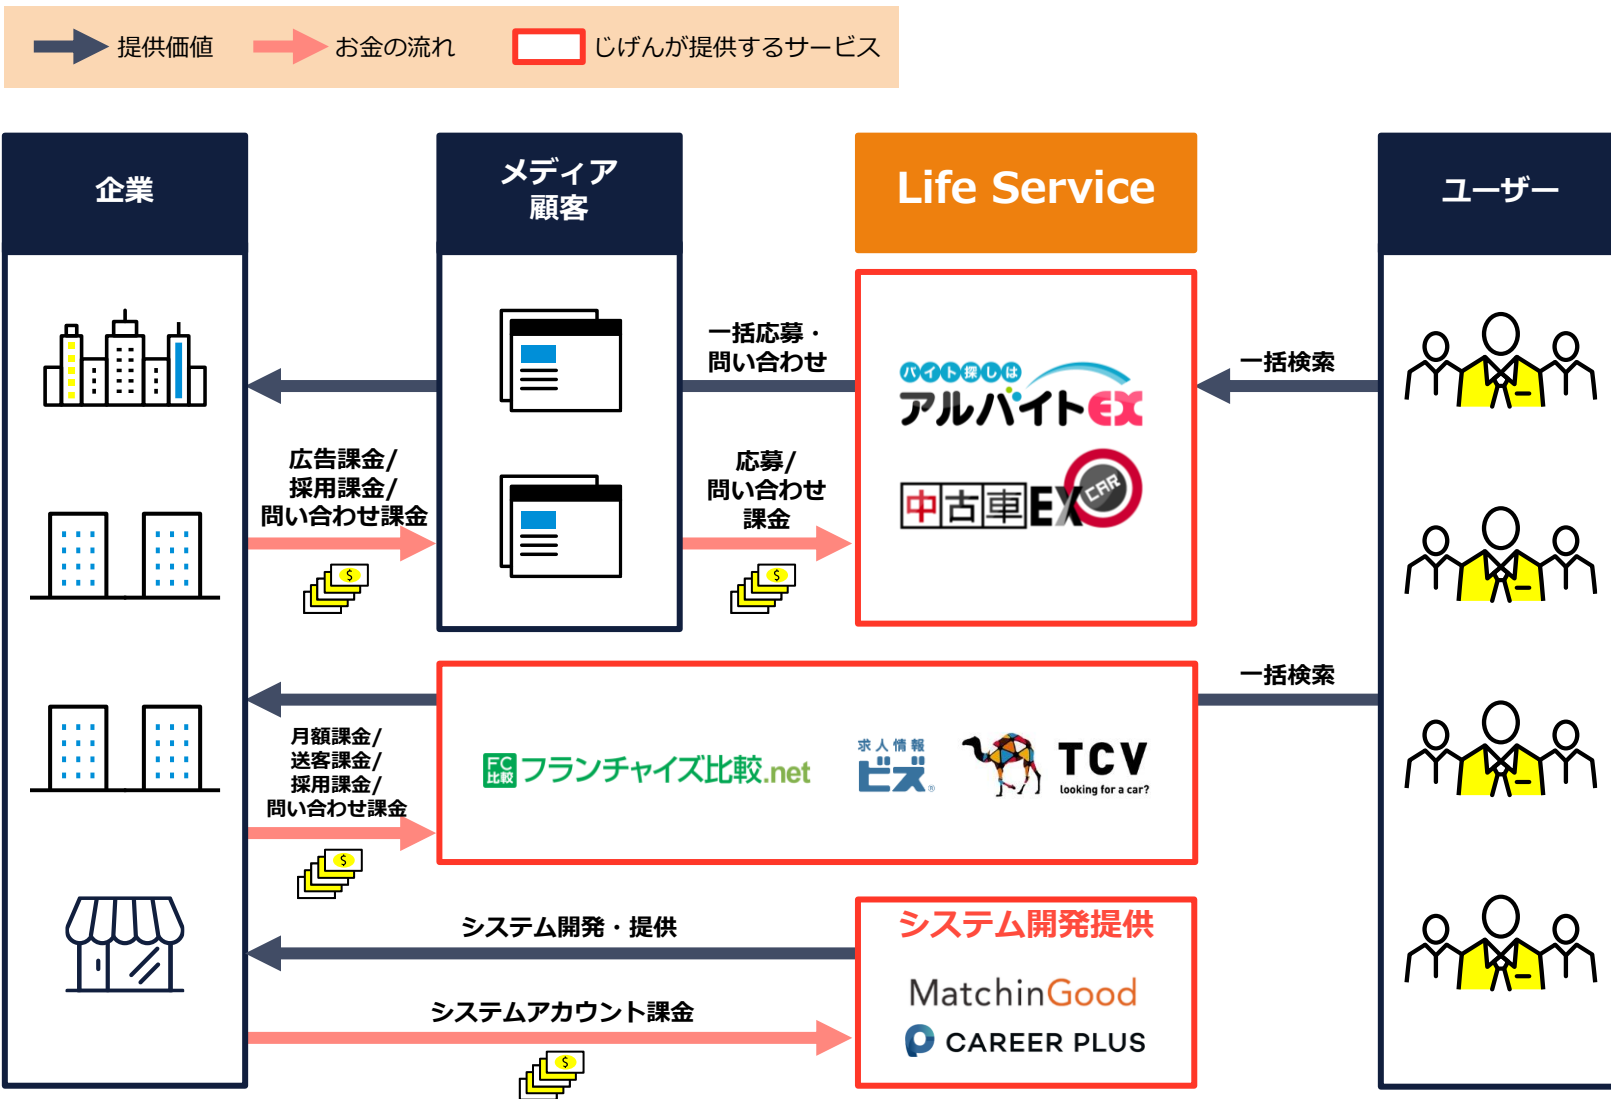 提供価値
お金の流れ
じげんが提供するサービス
企業
メディア
顧客
Life Service
ユーザー
一括応募・
問い合わせ
一括検索
バイト探しは
アルバイトEX
広告課金/
採用課金/
問い合わせ課金
応募/
問い合わせ
課金
中古車EX
CAR
$
$
一括検索
月額課金/
送客課金/
採用課金/
問い合わせ課金
FC
比較
フランチャイズ比較.net
求人情報
ビズ®
TCV
looking for a car?
$
システム開発・提供
システム開発提供
MatchinGood
システムアカウント課金
CAREER PLUS
$